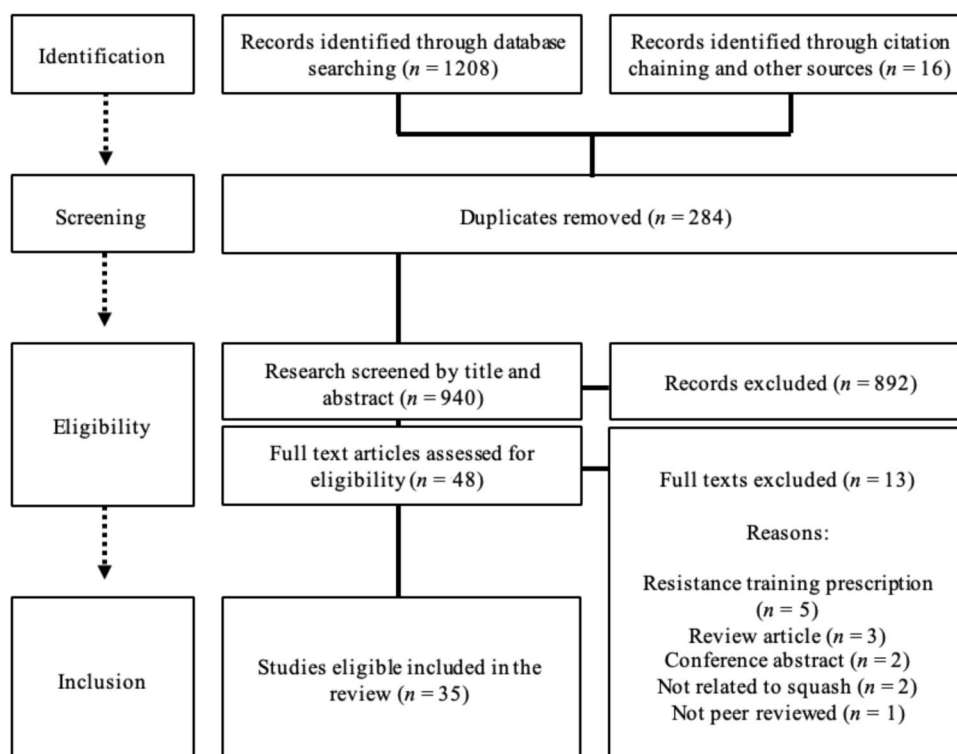 Identification
Records identified through database
searching (n = 1208)
Records identified through citation
chaining and other sources (n = 16)
Screening
Duplicates removed (n = 284)
Eligibility
Research screened by title and
abstract (n = 940)
Records excluded (n = 892)
Full text articles assessed for
eligibility (n = 48)
Full texts excluded (n = 13)
Reasons:
Resistance training prescription
(n = 5)
Review article (n = 3)
Conference abstract (n = 2)
Not related to squash (n = 2)
Not peer reviewed (n = 1)
Inclusion
Studies eligible included in the
review (n = 35)